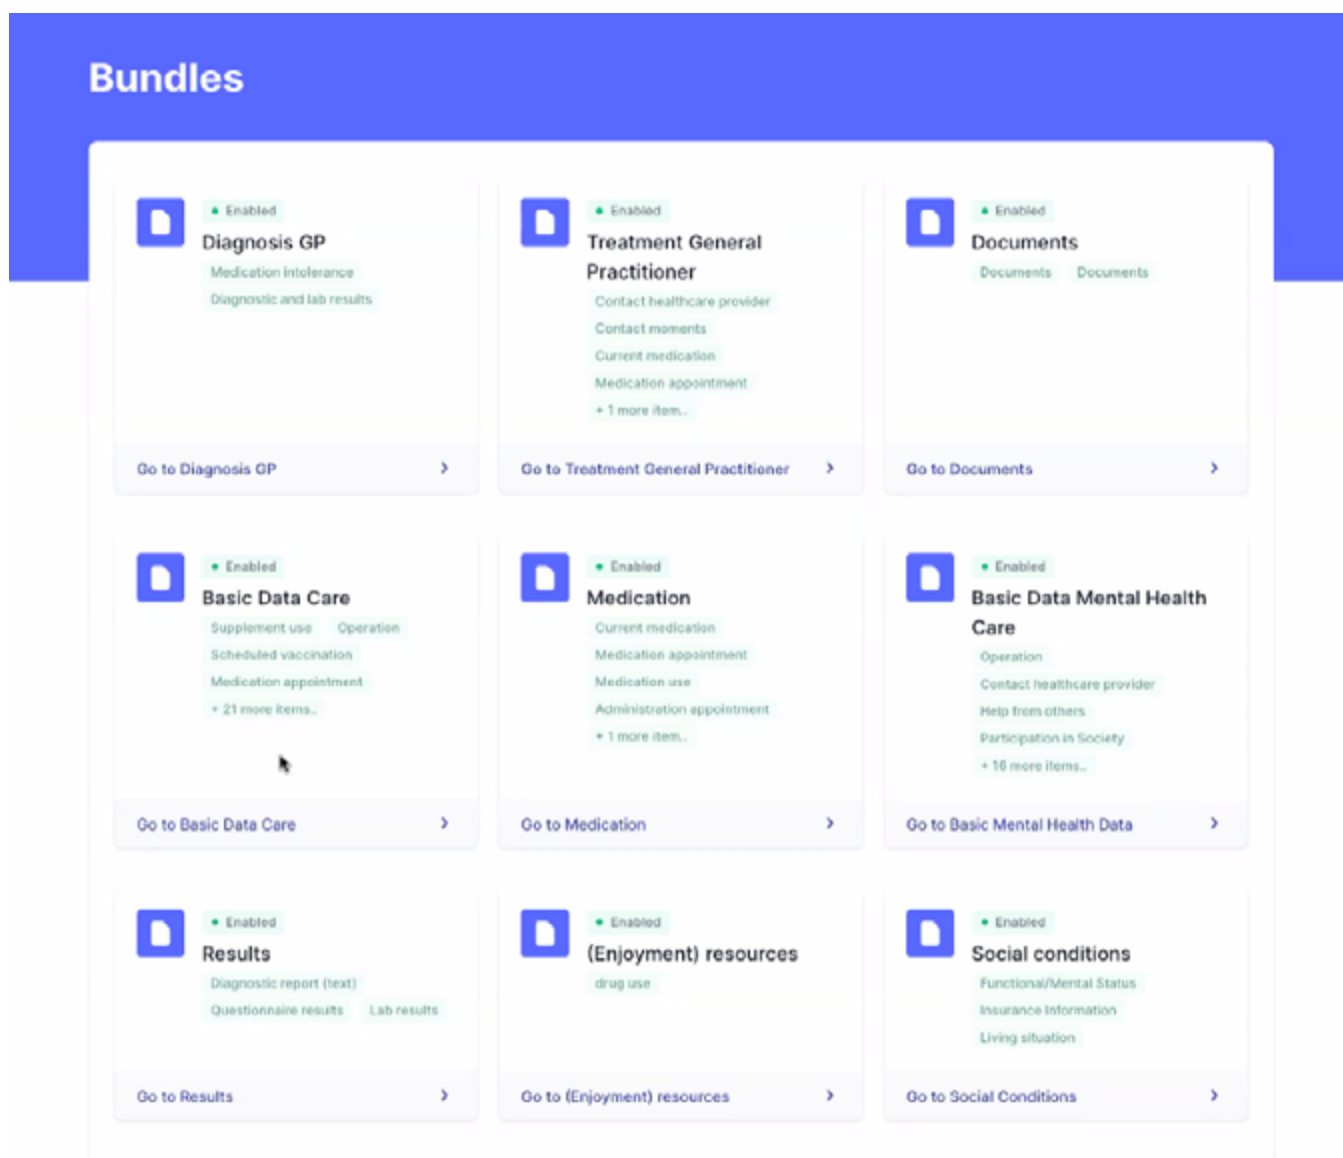 Bundles
Enabled
Diagnosis GP
Medication intolerance
Diagnostic and lab results
Go to Diagnosis GP
Enabled
Treatment General
Practitioner
Contact healthcare provider
Contact moments
Current medication
Medication appointment
+ 1 more item..
Go to Treatment General Practitioner
Enabled
Documents
Documents Documents
Go to Documents
Enabled
Basic Data Care
Supplement use Operation
Scheduled vaccination
Medication appointment
+ 21 more items..
Go to Basic Data Care
Enabled
Medication
Current medication
Medication appointment
Medication use
Administration appointment
+ 1 more item..
Go to Medication
Enabled
Basic Data Mental Health
Care
Operation
Contact healthcare provider
Help from others
Participation in Society
+ 16 more items..
Go to Basic Mental Health Data
Enabled
Results
Diagnostic report (text)
Questionnaire results Lab results
Go to Results
Enabled
(Enjoyment) resources
drug use
Go to (Enjoyment) resources
Enabled
Social conditions
Functional/Mental Status
Insurance Information
Living situation
Go to Social Conditions